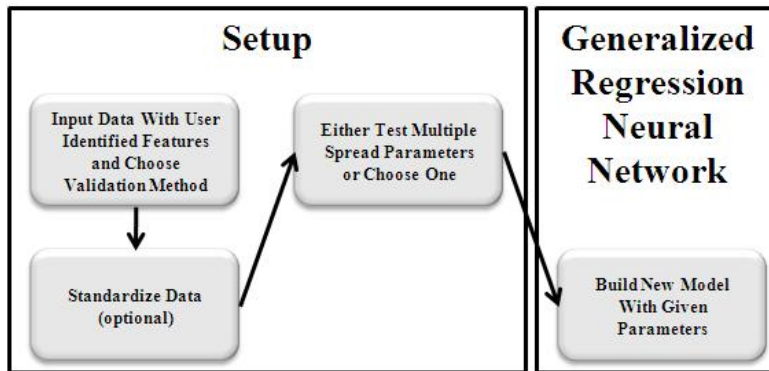 Setup
Input Data With User
Identified Features
and Choose
Validation Method
Standardize Data
(optional)
Either Test Multiple
Spread Parameters
or Choose One
Generalized
Regression
Neural
Network
Build New Model
With Given
Parameters